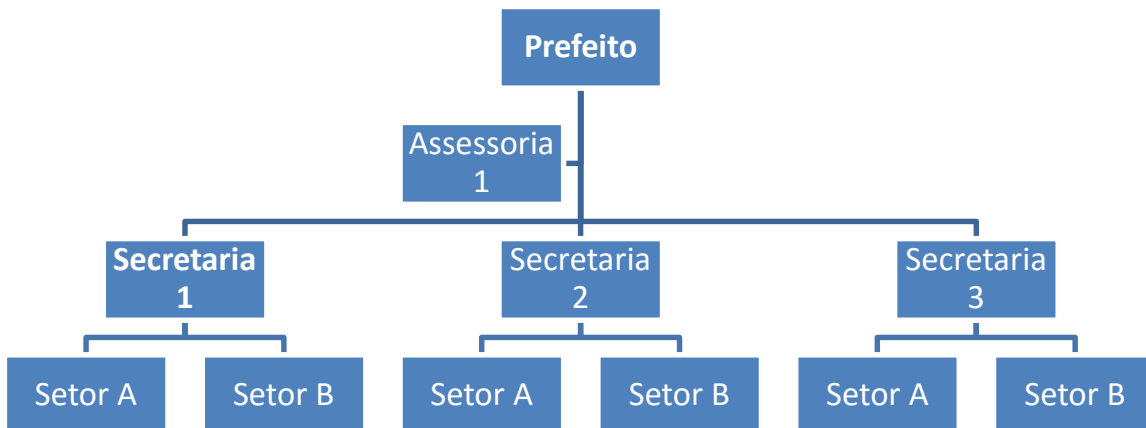 Prefeito
Assessoria
1
Secretaria
1
Secretaria
2
Secretaria
3
Setor A
Setor B
Setor A
Setor B
Setor A
Setor B